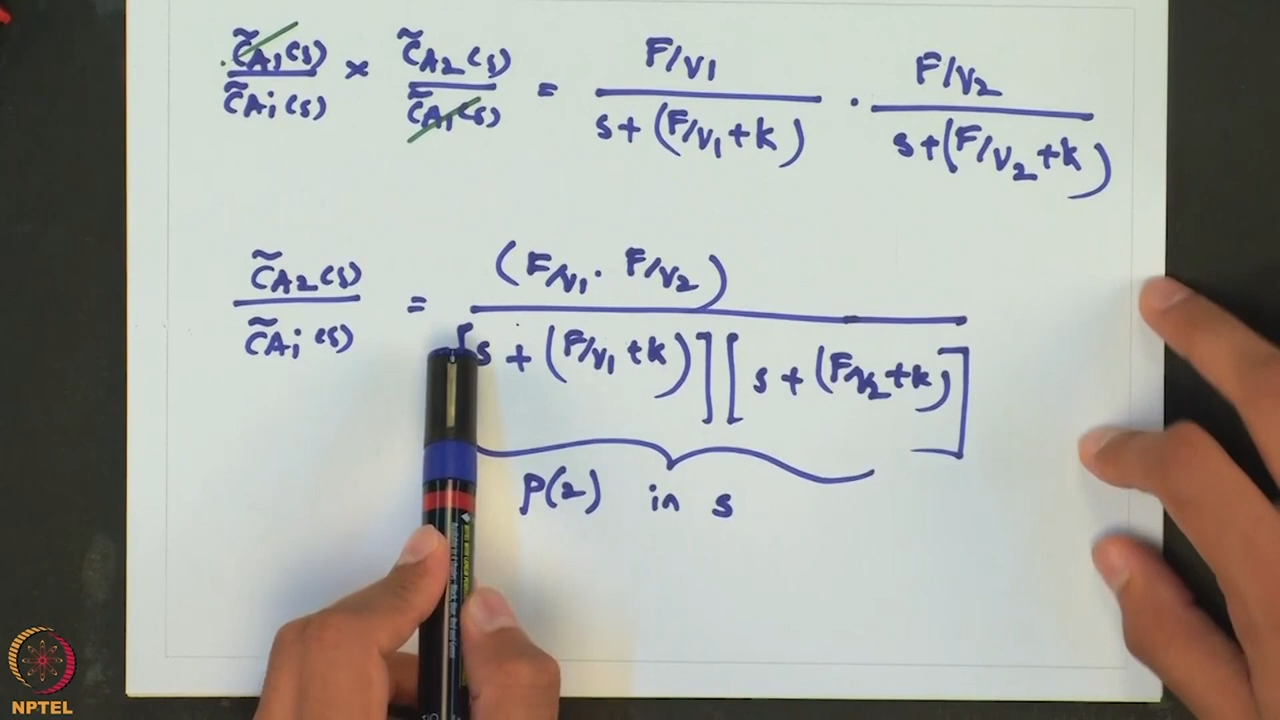 C̃A1(s)/C̃Ai(s) × C̃A2(s)/C̃A1(s) = F/V1 / s+(F/V1+k) · F/V2 / s+(F/V2+k)
C̃A2(s)/C̃Ai(s) = (F/V1 · F/V2) / [s+(F/V1+k)][s+(F/V2+k)]
P(2) in s
NPTEL